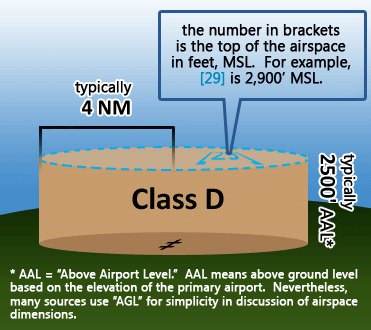 the number in brackets
is the top of the airspace
in feet, MSL.  For example,
[29] is 2,900' MSL.
typically
4 NM
typically
2500' AAL*
Class D
* AAL = "Above Airport Level."  AAL means above ground level
based on the elevation of the primary airport.  Nevertheless,
many sources use "AGL" for simplicity in discussion of airspace
dimensions.